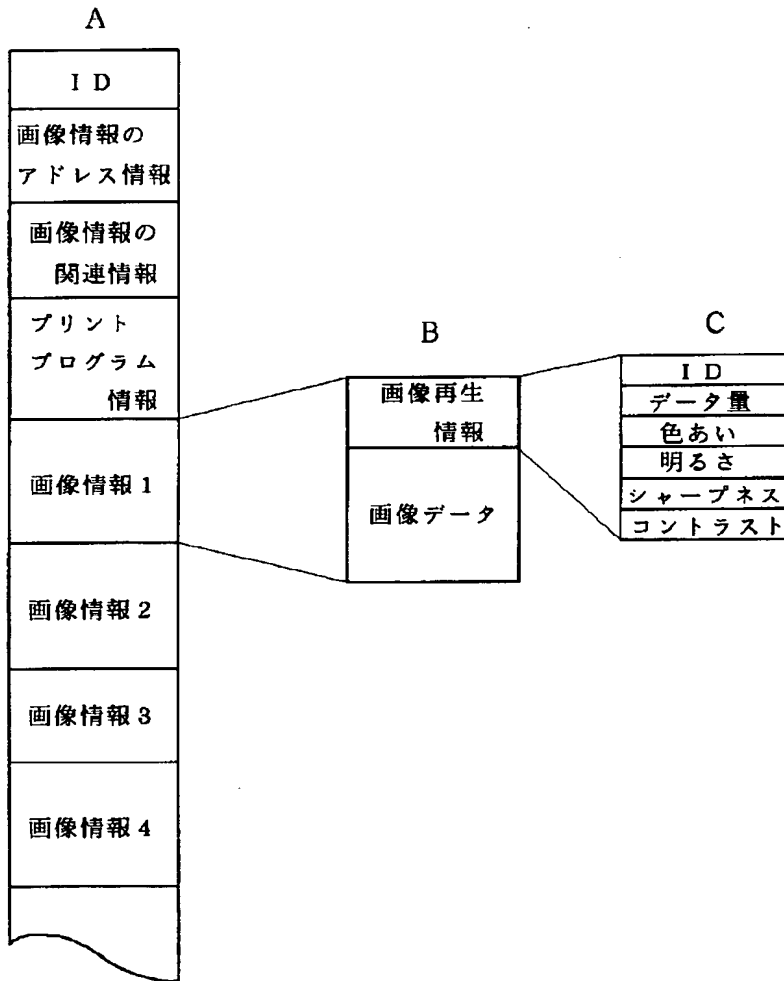 A
I D
画像情報の
アドレス情報
画像情報の
関連情報
プリント
プログラム
情報
画像情報1
画像情報2
画像情報3
画像情報4
B
画像再生
情報
画像データ
C
I D
データ量
色あい
明るさ
シャープネス
コントラスト